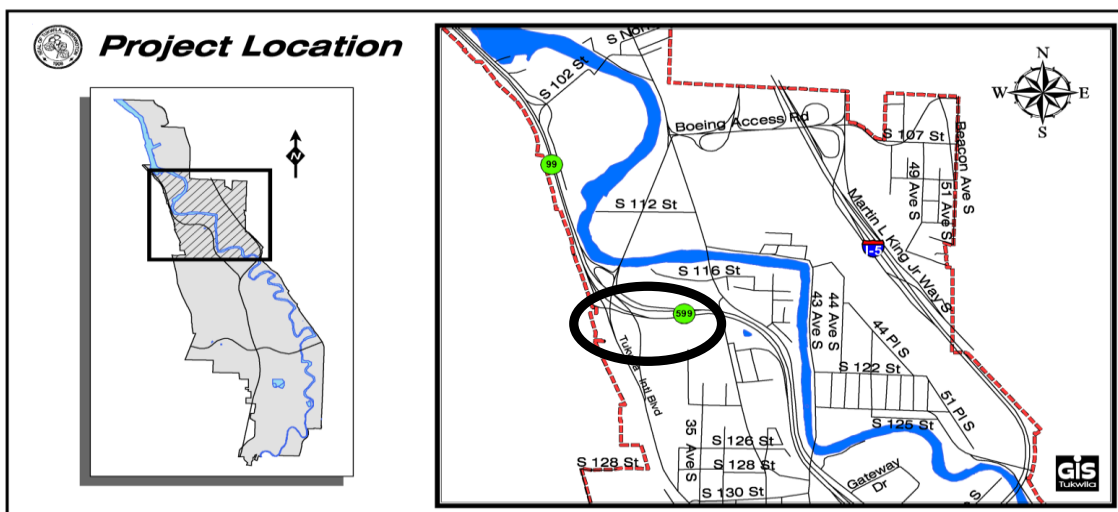 Project Location
N
S Nor
S 102 St
Boeing Access Rd
N
W
E
S
S 107 St
Beacon Ave S
49 Ave S
51 Ave S
99
S 112 St
Martin L King Jr Way S
I-5
S 116 St
599
43 Ave S
44 Ave S
44 Pl S
Tukwila Intl Blvd
S 122 St
51 Pl S
S 125 St
35 Ave S
S 126 St
S 128 St
S 128 St
S 130 St
Gateway
Dr
S
GIS
Tukwila